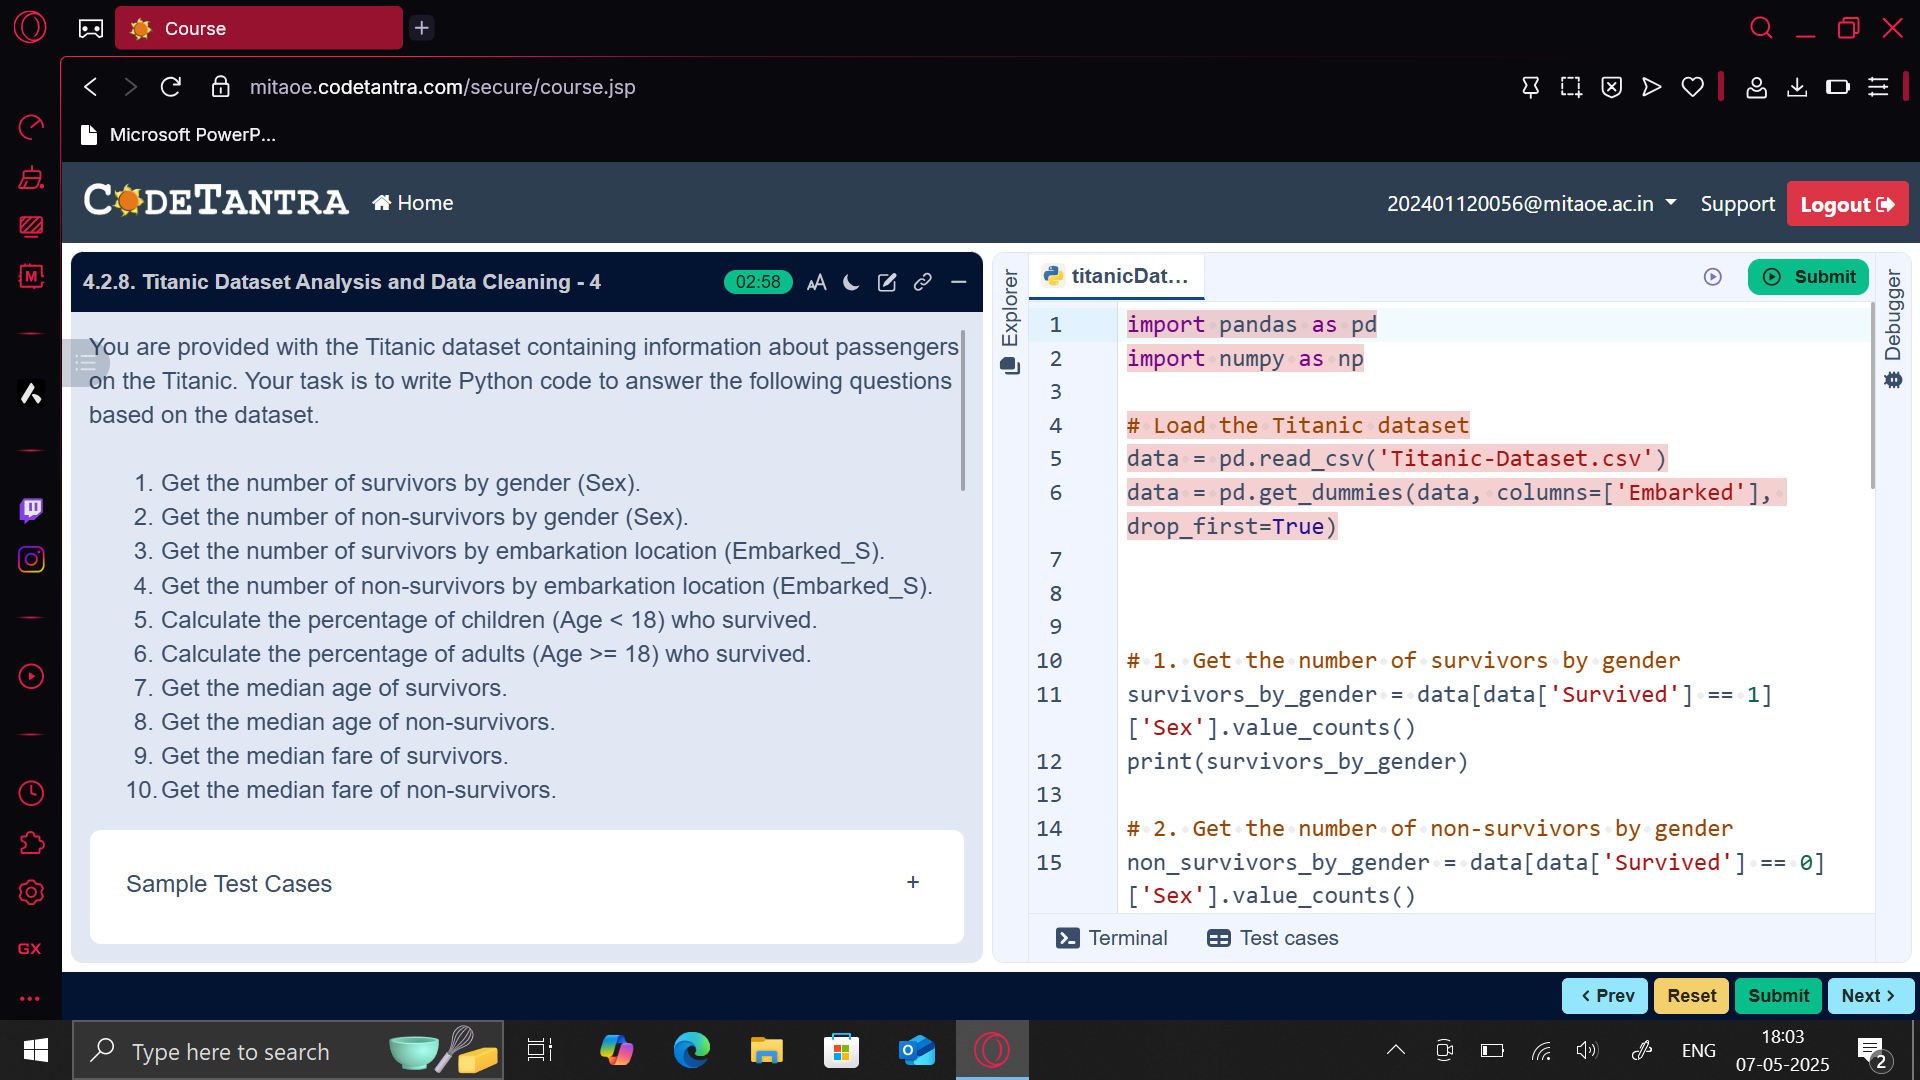 Course
mitaoe.codetantra.com/secure/course.jsp
Microsoft PowerP...
CODETANTRA
Home
202401120056@mitaoe.ac.in
Support
Logout
4.2.8. Titanic Dataset Analysis and Data Cleaning - 4
02:58
You are provided with the Titanic dataset containing information about passengers
on the Titanic. Your task is to write Python code to answer the following questions
based on the dataset.
1. Get the number of survivors by gender (Sex).
2. Get the number of non-survivors by gender (Sex).
3. Get the number of survivors by embarkation location (Embarked_S).
4. Get the number of non-survivors by embarkation location (Embarked_S).
5. Calculate the percentage of children (Age < 18) who survived.
6. Calculate the percentage of adults (Age >= 18) who survived.
7. Get the median age of survivors.
8. Get the median age of non-survivors.
9. Get the median fare of survivors.
10. Get the median fare of non-survivors.
Sample Test Cases
+
Explorer
titanicDat...
Submit
Debugger
1 import pandas as pd
2 import numpy as np
3
4 # Load the Titanic dataset
5 data = pd.read_csv('Titanic-Dataset.csv')
6 data = pd.get_dummies(data, columns=['Embarked'],
drop_first=True)
7
8
9
10 # 1. Get the number of survivors by gender
11 survivors_by_gender = data[data['Survived'] == 1]
['Sex'].value_counts()
12 print(survivors_by_gender)
13
14 # 2. Get the number of non-survivors by gender
15 non_survivors_by_gender = data[data['Survived'] == 0]
['Sex'].value_counts()
Terminal
Test cases
Prev
Reset
Submit
Next
GX
M
Type here to search
ENG
18:03
07-05-2025
2